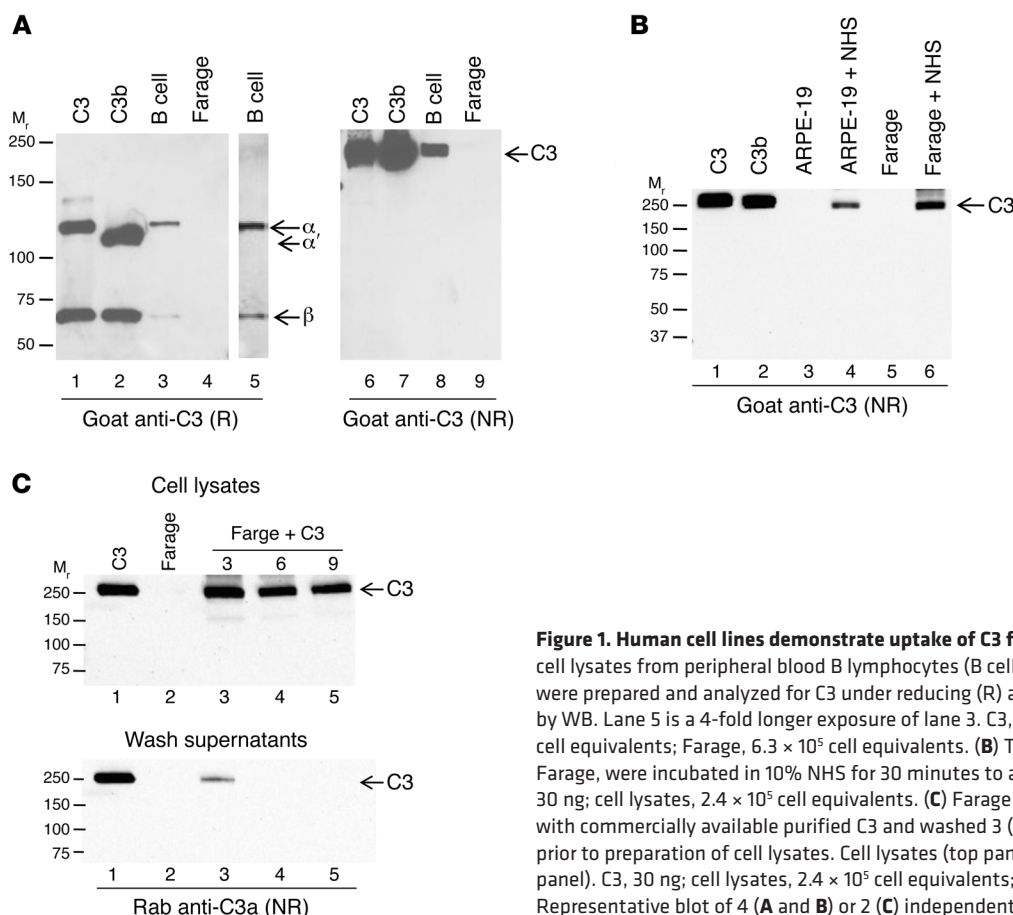 A
C3 C3b B cell Farage B cell
Mr
250
150
100
75
50
α
α′
β
1 2 3 4 5
Goat anti-C3 (R)
C3 C3b B cell Farage
C3
6 7 8 9
Goat anti-C3 (NR)
B
C3 C3b ARPE-19 ARPE-19 + NHS Farage Farage + NHS
Mr
250
150
100
75
50
37
C3
1 2 3 4 5 6
Goat anti-C3 (NR)
C
Cell lysates
C3 Farage Farge + C3
3 6 9
Mr
250
150
100
75
C3
1 2 3 4 5
Wash supernatants
250
150
100
75
C3
1 2 3 4 5
Rab anti-C3a (NR)
Figure 1. Human cell lines demonstrate uptake of C3 f
cell lysates from peripheral blood B lymphocytes (B cell
were prepared and analyzed for C3 under reducing (R) a
by WB. Lane 5 is a 4-fold longer exposure of lane 3. C3,
cell equivalents; Farage, 6.3 × 10⁵ cell equivalents. (B) T
Farage, were incubated in 10% NHS for 30 minutes to a
30 ng; cell lysates, 2.4 × 10⁵ cell equivalents. (C) Farage
with commercially available purified C3 and washed 3 (
prior to preparation of cell lysates. Cell lysates (top pan
panel). C3, 30 ng; cell lysates, 2.4 × 10⁵ cell equivalents;
Representative blot of 4 (A and B) or 2 (C) independent